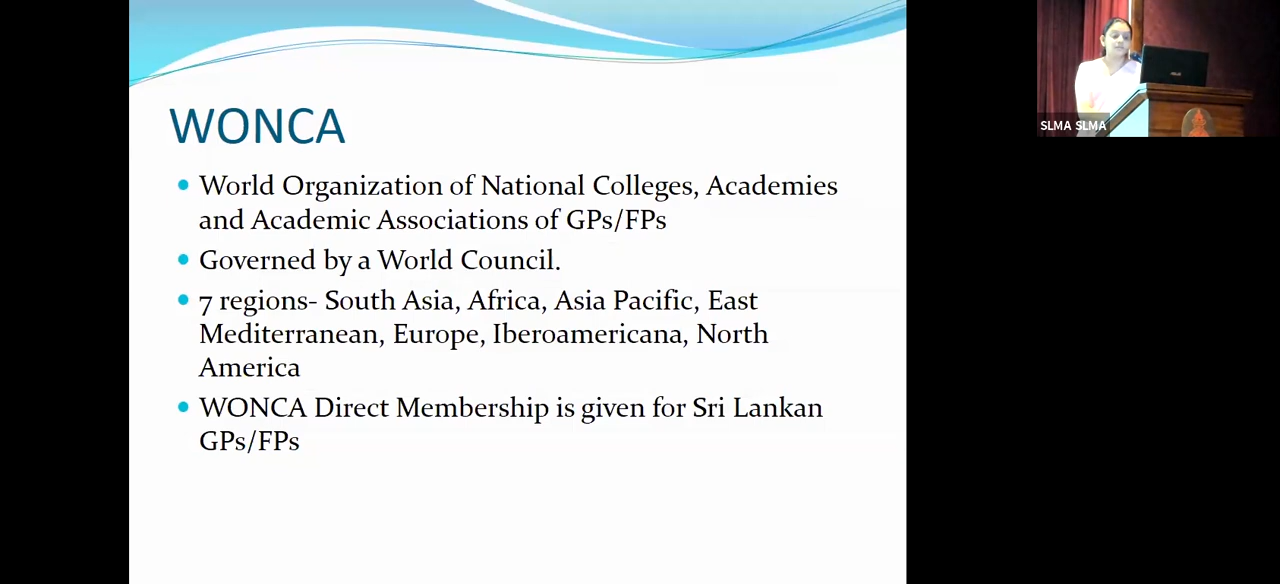 WONCA
World Organization of National Colleges, Academies
and Academic Associations of GPs/FPs
Governed by a World Council.
7 regions- South Asia, Africa, Asia Pacific, East
Mediterranean, Europe, Iberoamericana, North
America
WONCA Direct Membership is given for Sri Lankan
GPs/FPs
SLMA SLMA